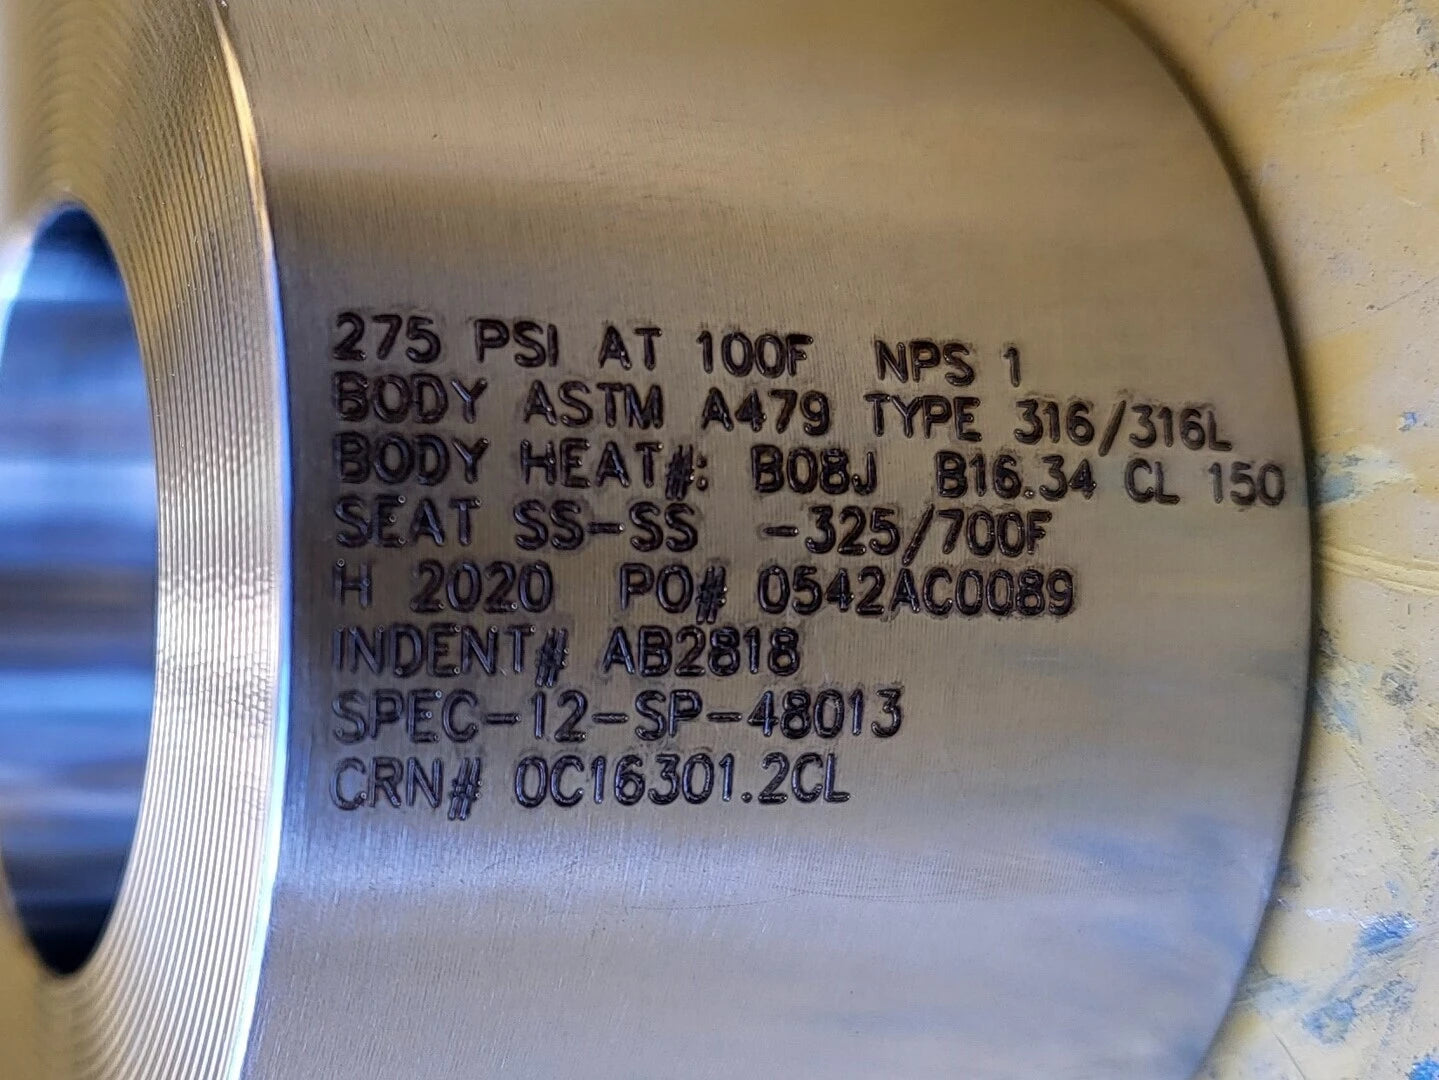 275 PSI AT 100F NPS 1
BODY ASTM A479 TYPE 316/316L
BODY HEAT#: B08J B16.34 CL 150
SEAT SS-SS -325/700F
H 2020 PO# 0542AC0089
INDENT# AB2818
SPEC-12-SP-48013
CRN# 0C16301.2CL